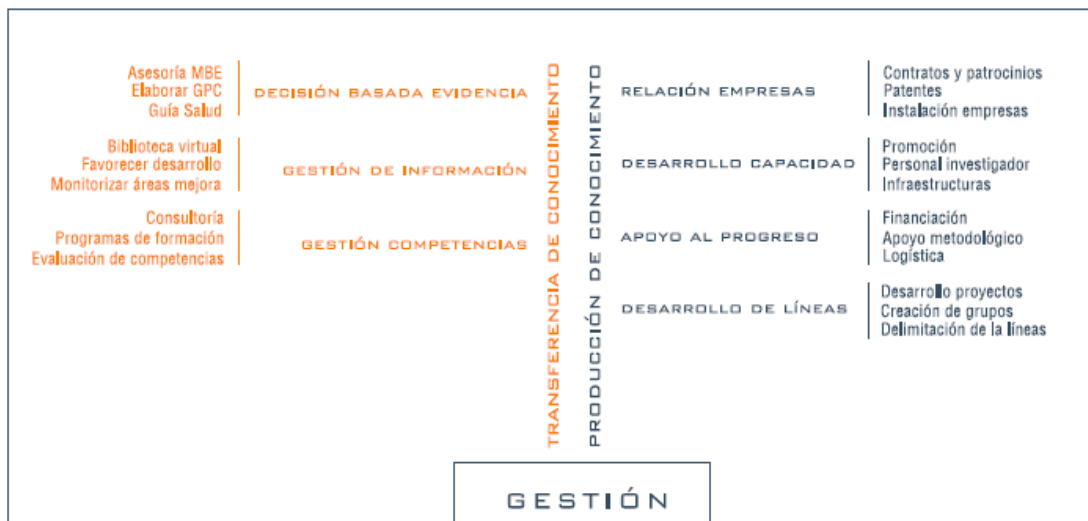 Asesoría MBE
Elaborar GPC
Guía Salud
DECISIÓN BASADA EVIDENCIA
Biblioteca virtual
Favorecer desarrollo
Monitorizar áreas mejora
GESTIÓN DE INFORMACIÓN
Consultoría
Programas de formación
Evaluación de competencias
GESTIÓN COMPETENCIAS
TRANSFERENCIA DE CONOCIMIENTO
PRODUCCIÓN DE CONOCIMIENTO
RELACIÓN EMPRESAS
Contratos y patrocinios
Patentes
Instalación empresas
DESARROLLO CAPACIDAD
Promoción
Personal investigador
Infraestructuras
APOYO AL PROGRESO
Financiación
Apoyo metodológico
Logística
DESARROLLO DE LÍNEAS
Desarrollo proyectos
Creación de grupos
Delimitación de la líneas
GESTIÓN